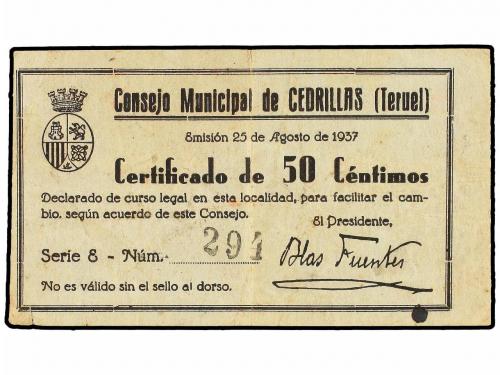 Consejo Municipal de CEDRILLAS (Teruel)
Emisión 25 de Agosto de 1937
Certificado de 50 Céntimos
Declarado de curso legal en esta localidad, para facilitar el cam-
bio, según acuerdo de este Consejo.
El Presidente,
Serie 8 - Núm. 294
Blas Fuentes
No es válido sin el sello al dorso.